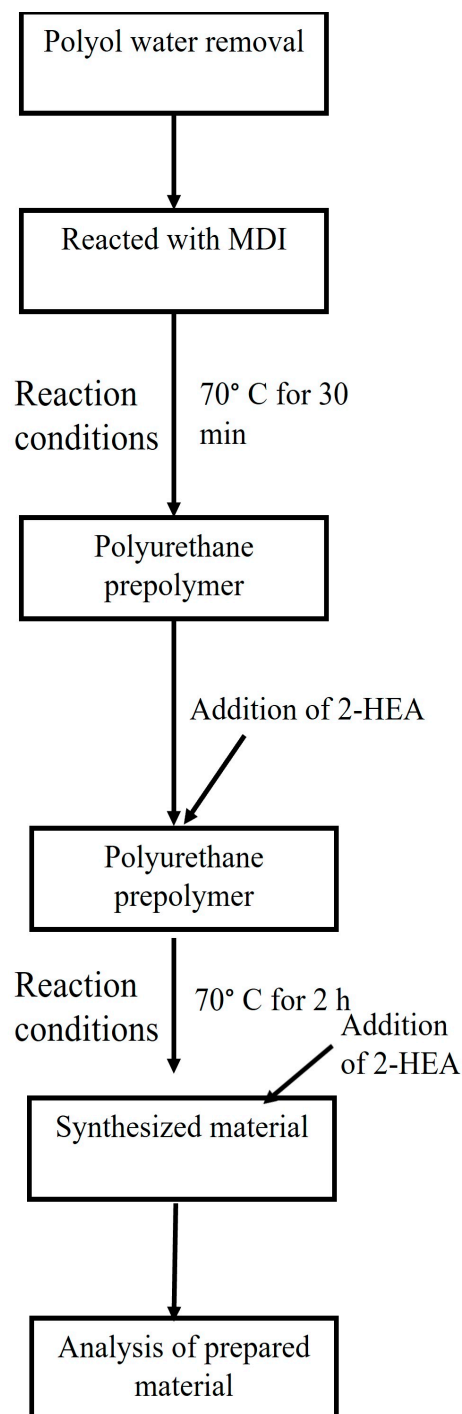 Polyol water removal
Reacted with MDI
Reaction
conditions
70° C for 30
min
Polyurethane
prepolymer
Addition of 2-HEA
Polyurethane
prepolymer
Reaction
conditions
70° C for 2 h
Addition
of 2-HEA
Synthesized material
Analysis of prepared
material